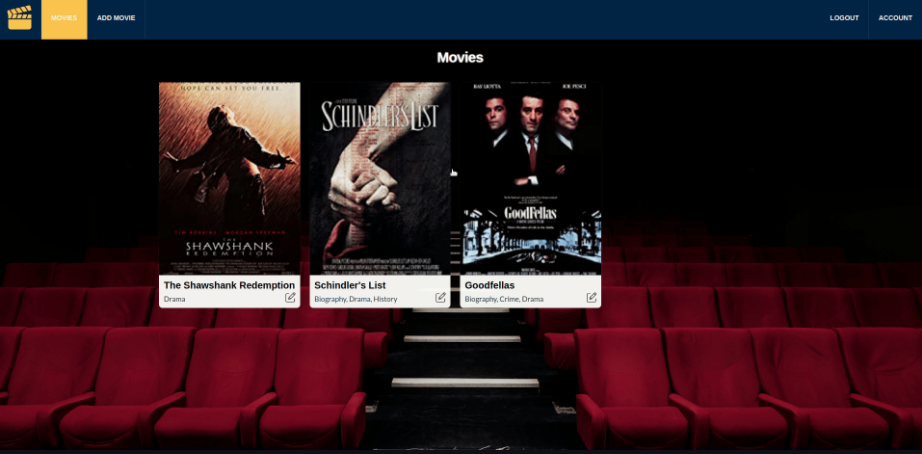 MOVIES
ADD MOVIE
LOGOUT
ACCOUNT
Movies
HOPE CAN SET YOU FREE.
TIM ROBBINS MORGAN FREEMAN
THE
SHAWSHANK
REDEMPTION
The Shawshank Redemption
Drama
SCHINDLER'S LIST
Schindler's List
Biography, Drama, History
RAY LIOTTA
JOE PESCI
GoodFellas
Goodfellas
Biography, Crime, Drama